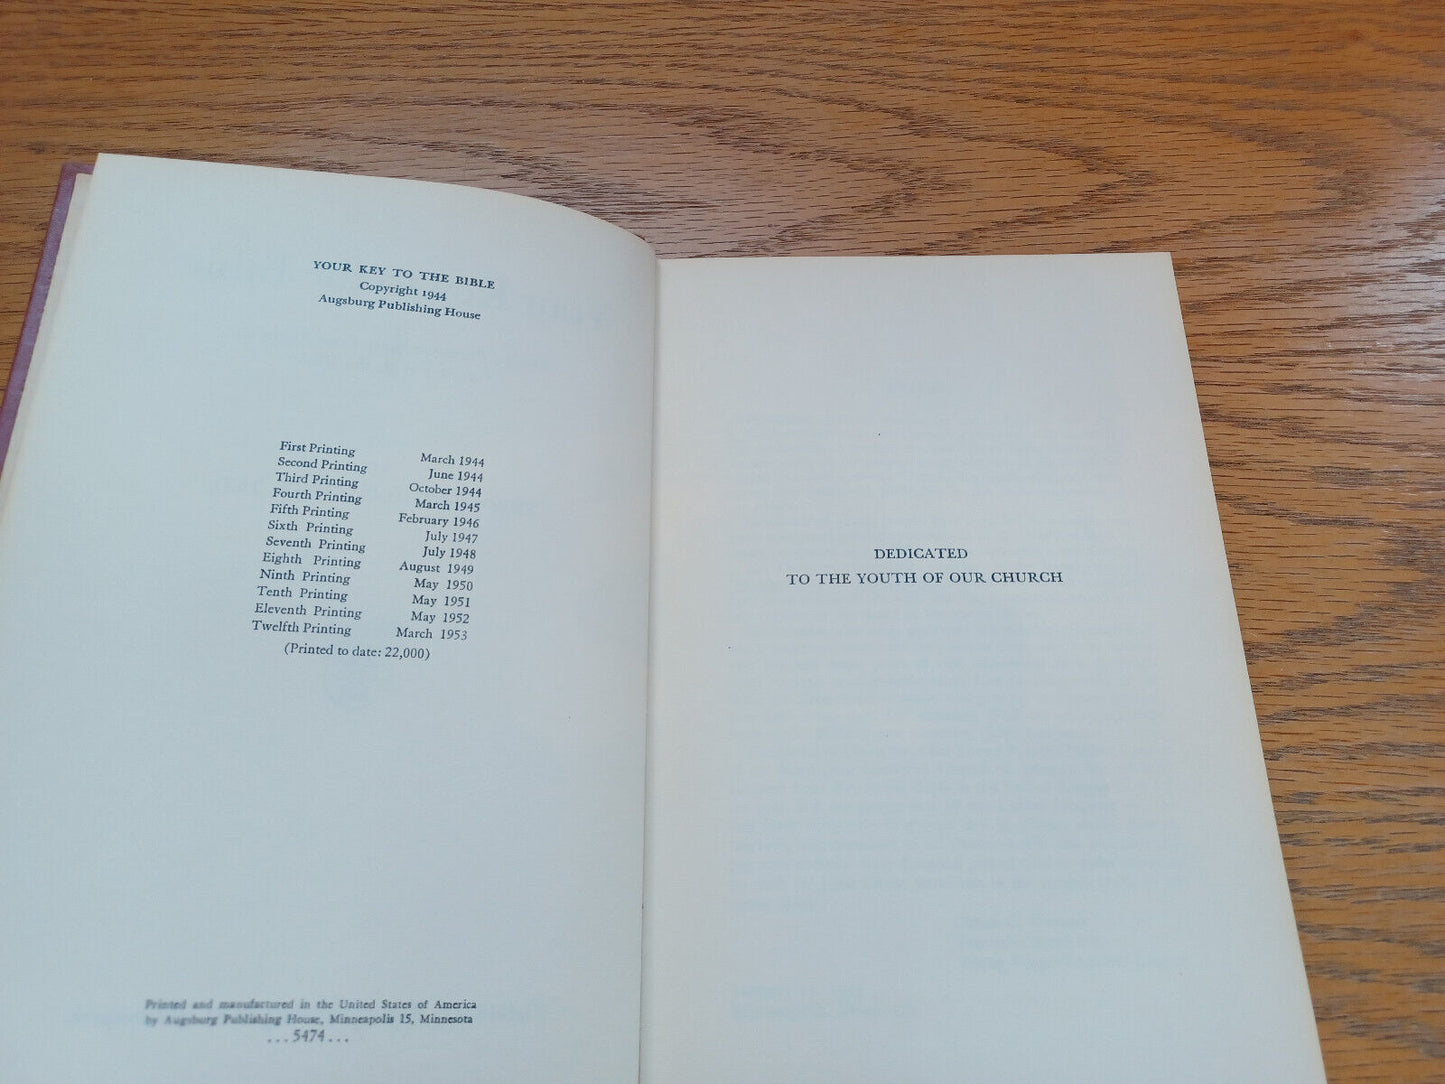 YOUR KEY TO THE BIBLE
Copyright 1944
Augsburg Publishing House
First Printing March 1944
Second Printing June 1944
Third Printing October 1944
Fourth Printing March 1945
Fifth Printing February 1946
Sixth Printing July 1947
Seventh Printing July 1948
Eighth Printing August 1949
Ninth Printing May 1950
Tenth Printing May 1951
Eleventh Printing May 1952
Twelfth Printing March 1953
(Printed to date: 22,000)
Printed and manufactured in the United States of America
by Augsburg Publishing House, Minneapolis 15, Minnesota
...5474...
DEDICATED
TO THE YOUTH OF OUR CHURCH